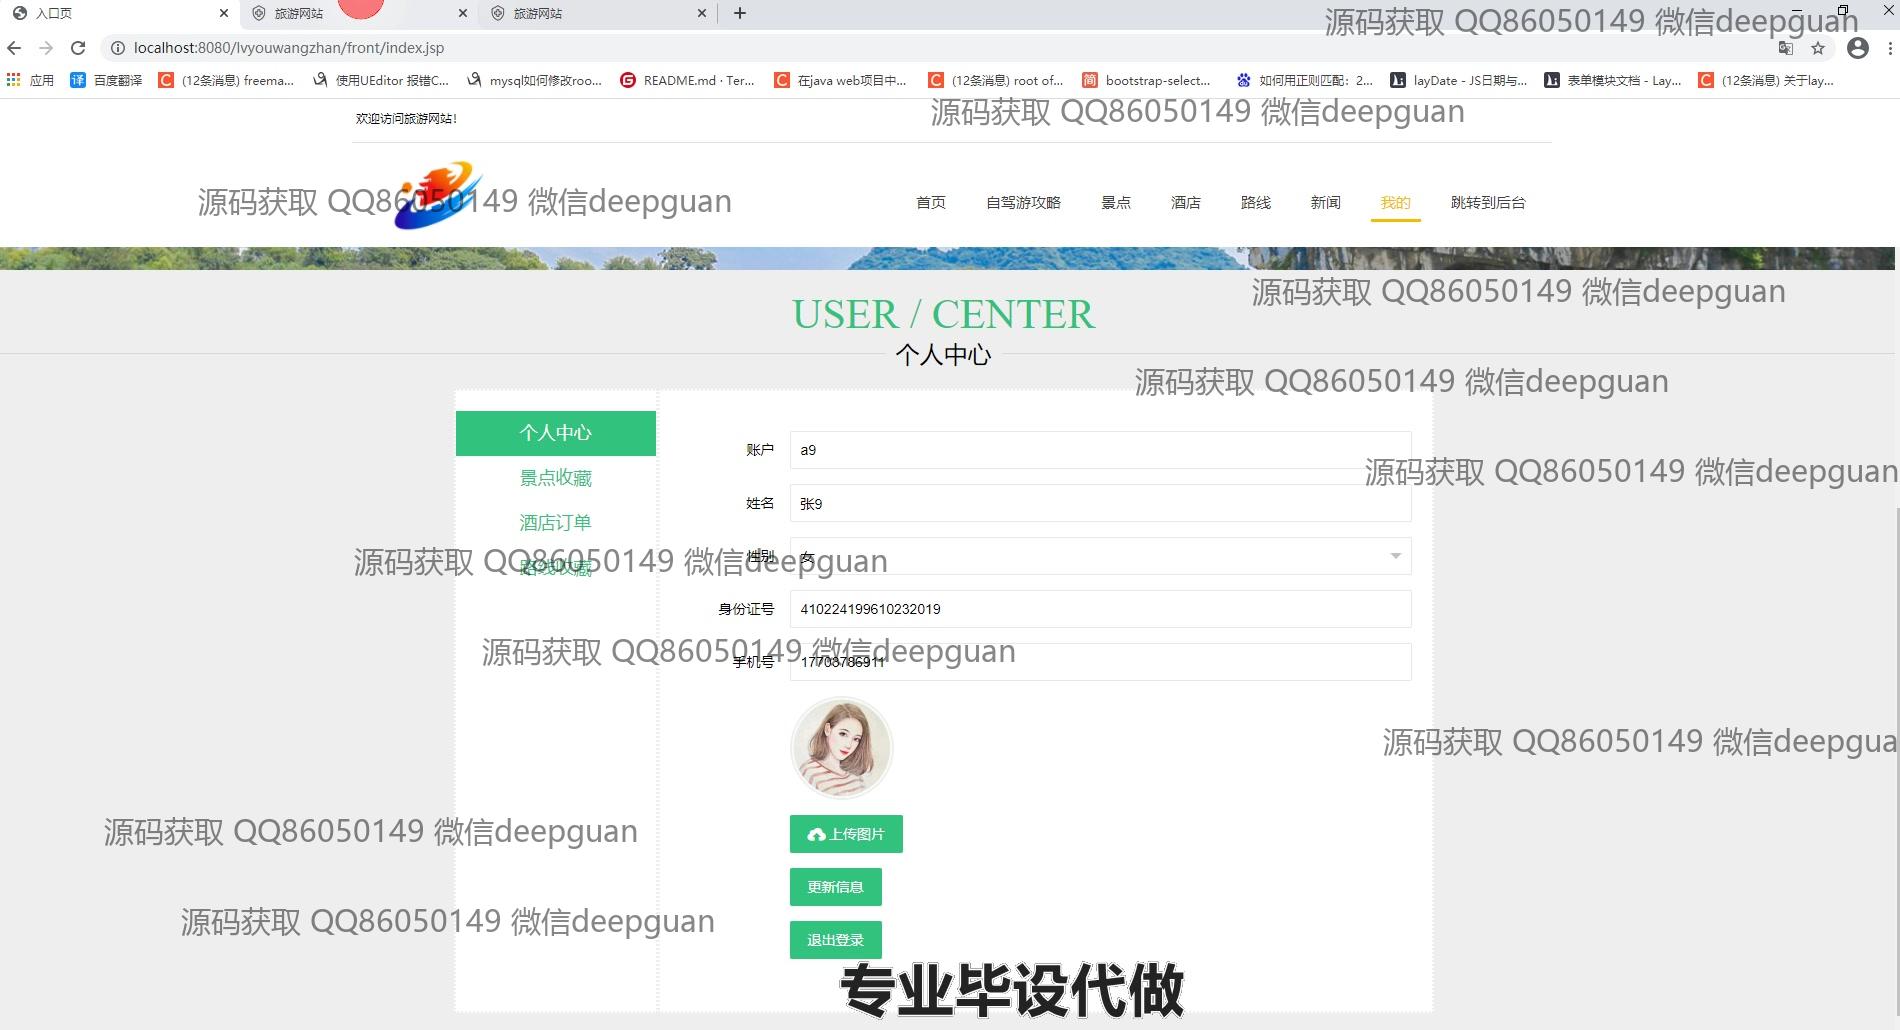 入口页
旅游网站
旅游网站
源码获取 QQ86050149 微信deepguan
localhost:8080/lvyouwangzhan/front/index.jsp
应用
百度翻译
(12条消息) freema...
使用UEditor 报错C...
mysql如何修改roo...
README.md · Ter...
在java web项目中...
(12条消息) root of...
bootstrap-select...
如何用正则匹配：2...
layDate - JS日期与...
表单模块文档 - Lay...
(12条消息) 关于lay...
欢迎访问旅游网站!
源码获取 QQ86050149 微信deepguan
源码获取 QQ86050149 微信deepguan
首页
自驾游攻略
景点
酒店
路线
新闻
我的
跳转到后台
源码获取 QQ86050149 微信deepguan
USER / CENTER
个人中心
源码获取 QQ86050149 微信deepguan
个人中心
账户
a9
源码获取 QQ86050149 微信deepguan
景点收藏
姓名
张9
酒店订单
源码获取 QQ86050149 微信deepguan
性别
女
路线收藏
身份证号
410224199610232019
源码获取 QQ86050149 微信deepguan
手机号
17703786911
源码获取 QQ86050149 微信deepgua
源码获取 QQ86050149 微信deepguan
上传图片
更新信息
源码获取 QQ86050149 微信deepguan
退出登录
专业毕设代做